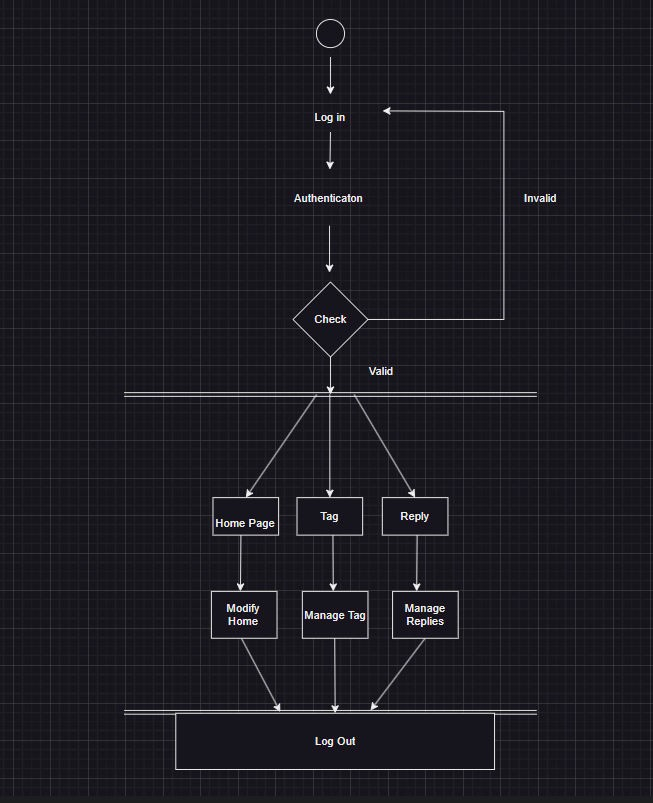 Log in
Authenticaton
Invalid
Check
Valid
Home Page
Tag
Reply
Modify
Home
Manage Tag
Manage
Replies
Log Out